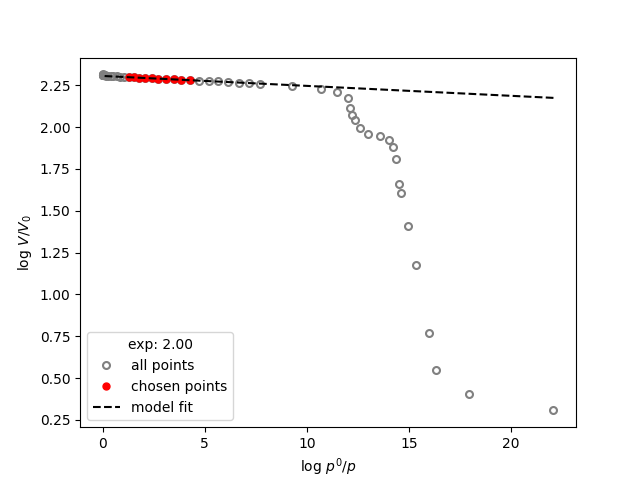 log V/V₀
2.25
2.00
1.75
1.50
1.25
1.00
0.75
0.50
0.25
exp: 2.00
all points
chosen points
model fit
0 5 10 15 20
log p⁰/p